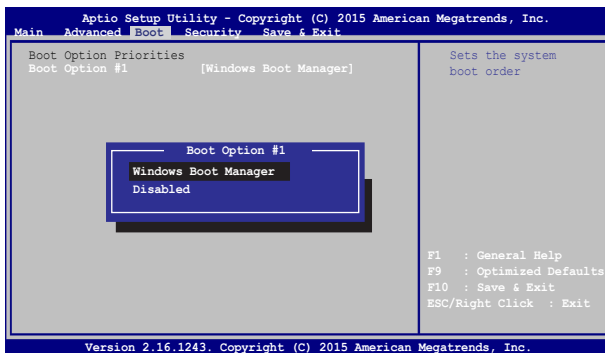 Aptio Setup Utility - Copyright (C) 2015 American Megatrends, Inc.
Main Advanced Boot Security Save & Exit
Boot Option Priorities
Boot Option #1 [Windows Boot Manager]
Sets the system
boot order
Boot Option #1
Windows Boot Manager
Disabled
F1 : General Help
F9 : Optimized Defaults
F10 : Save & Exit
ESC/Right Click : Exit
Version 2.16.1243. Copyright (C) 2015 American Megatrends, Inc.